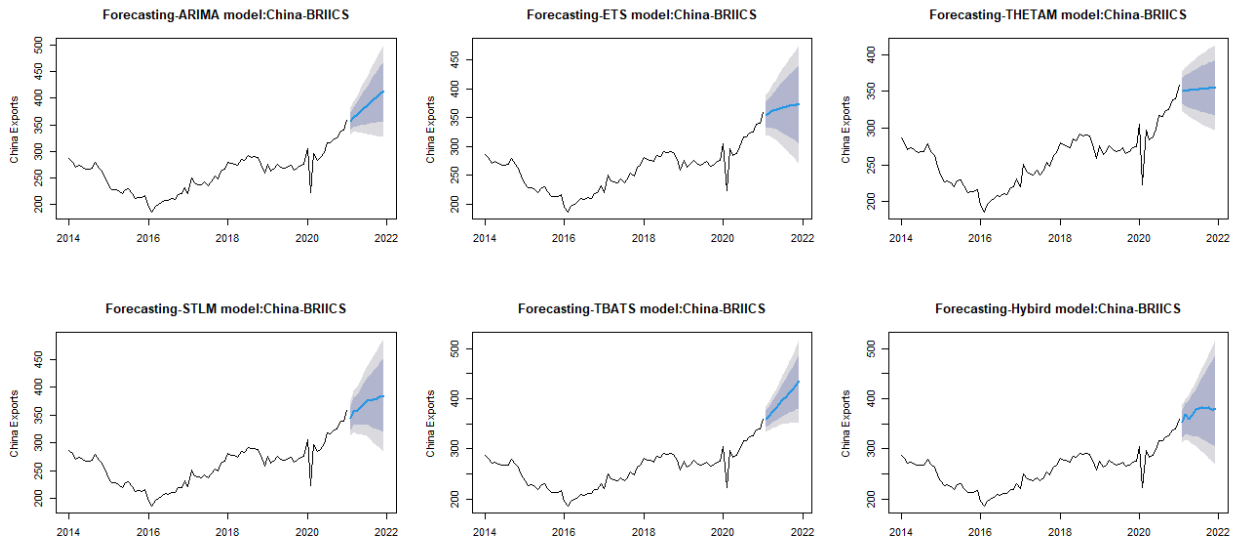 Forecasting-ARIMA model:China-BRIICS
China Exports
500
450
400
350
300
250
200
2014 2016 2018 2020 2022
Forecasting-ETS model:China-BRIICS
China Exports
450
400
350
300
250
200
2014 2016 2018 2020 2022
Forecasting-THETAM model:China-BRIICS
China Exports
400
350
300
250
200
2014 2016 2018 2020 2022
Forecasting-STLM model:China-BRIICS
China Exports
450
400
350
300
250
200
2014 2016 2018 2020 2022
Forecasting-TBATS model:China-BRIICS
China Exports
500
400
300
200
2014 2016 2018 2020 2022
Forecasting-Hybird model:China-BRIICS
China Exports
500
400
300
200
2014 2016 2018 2020 2022